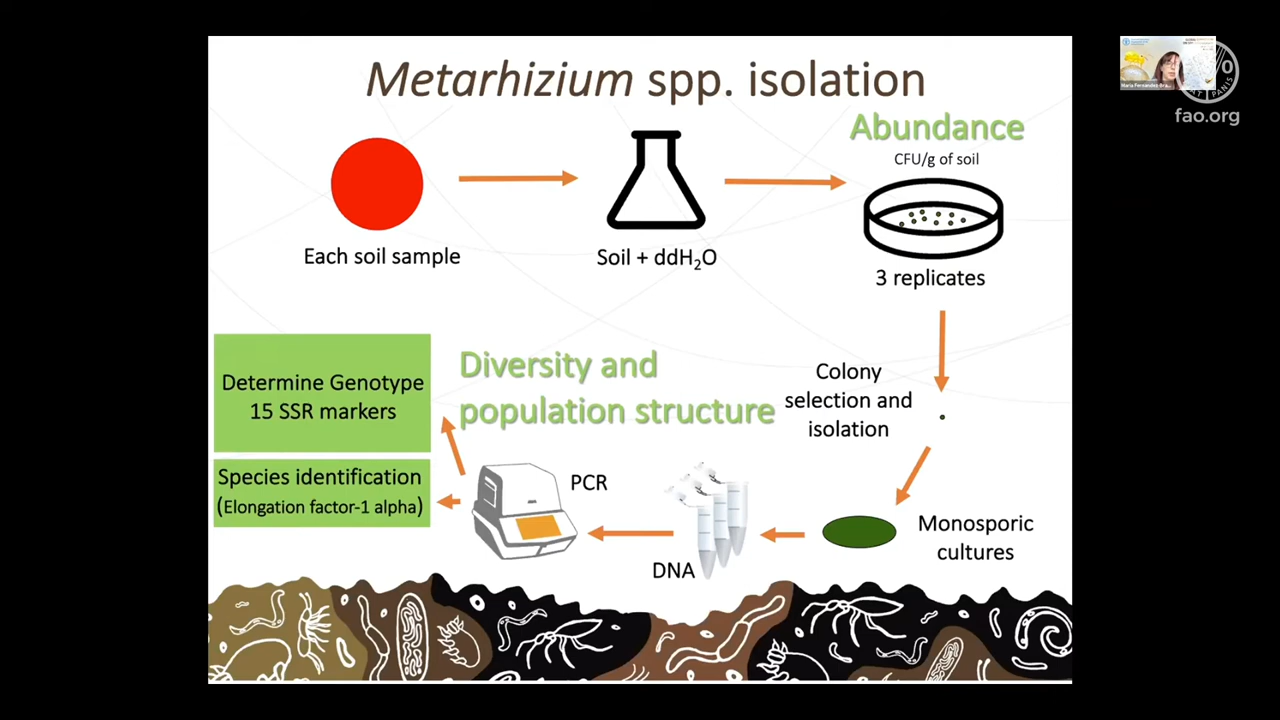 Metarhizium spp. isolation
fao.org
Abundance
CFU/g of soil
Each soil sample
Soil + ddH₂O
3 replicates
Determine Genotype
15 SSR markers
Diversity and
population structure
Colony
selection and
isolation
Species identification
(Elongation factor-1 alpha)
PCR
DNA
Monosporic
cultures